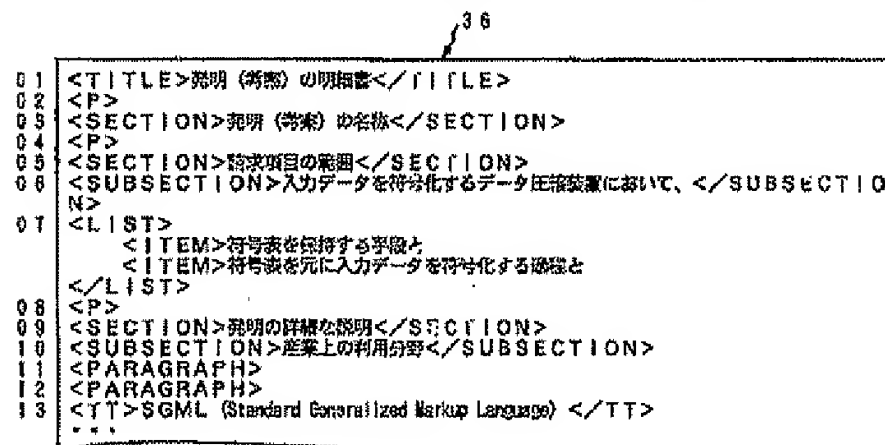 36
01 <TITLE>発明（考案）の明細書</TITLE>
02 <P>
03 <SECTION>発明（考案）の名称</SECTION>
04 <P>
05 <SECTION>請求項目の範囲</SECTION>
06 <SUBSECTION>入力データを符号化するデータ圧縮装置において、</SUBSECTIO
N>
07 <LIST>
<ITEM>符号表を保持する手段と
<ITEM>符号表を元に入力データを符号化する過程と
</LIST>
08 <P>
09 <SECTION>発明の詳細な説明</SECTION>
10 <SUBSECTION>産業上の利用分野</SUBSECTION>
11 <PARAGRAPH>
12 <PARAGRAPH>
13 <TT>SGML (Standard Generalized Markup Language) </TT>
...